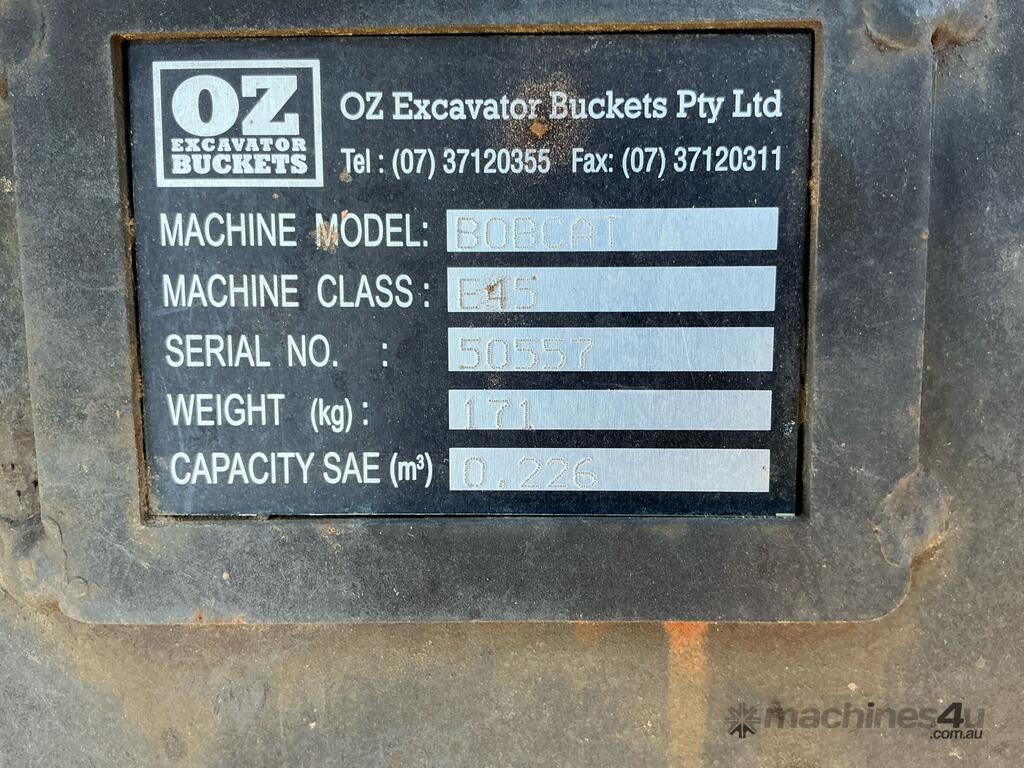 OZ
EXCAVATOR
BUCKETS
OZ Excavator Buckets Pty Ltd
Tel : (07) 37120355 Fax: (07) 37120311
MACHINE MODEL: BOBCAT
MACHINE CLASS : E45
SERIAL NO. : 50557
WEIGHT (kg) : 171
CAPACITY SAE (m³) 0.226
machines4u
.com.au